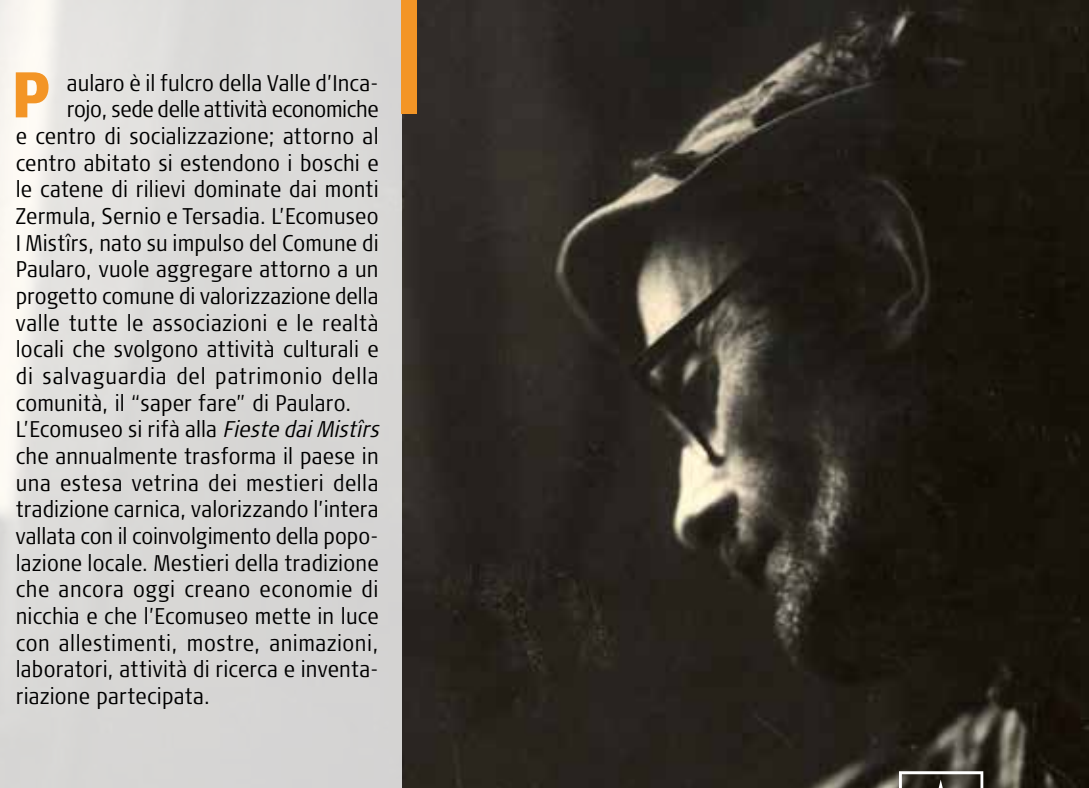 Paularo è il fulcro della Valle d'Inca-
rojo, sede delle attività economiche
e centro di socializzazione; attorno al
centro abitato si estendono i boschi e
le catene di rilievi dominate dai monti
Zermula, Sernio e Tersadia. L'Ecomuseo
I Mistîrs, nato su impulso del Comune di
Paularo, vuole aggregare attorno a un
progetto comune di valorizzazione della
valle tutte le associazioni e le realtà
locali che svolgono attività culturali e
di salvaguardia del patrimonio della
comunità, il “saper fare” di Paularo.
L'Ecomuseo si rifà alla Fieste dai Mistîrs
che annualmente trasforma il paese in
una estesa vetrina dei mestieri della
tradizione carnica, valorizzando l'intera
vallata con il coinvolgimento della popo-
lazione locale. Mestieri della tradizione
che ancora oggi creano economie di
nicchia e che l'Ecomuseo mette in luce
con allestimenti, mostre, animazioni,
laboratori, attività di ricerca e inventa-
riazione partecipata.